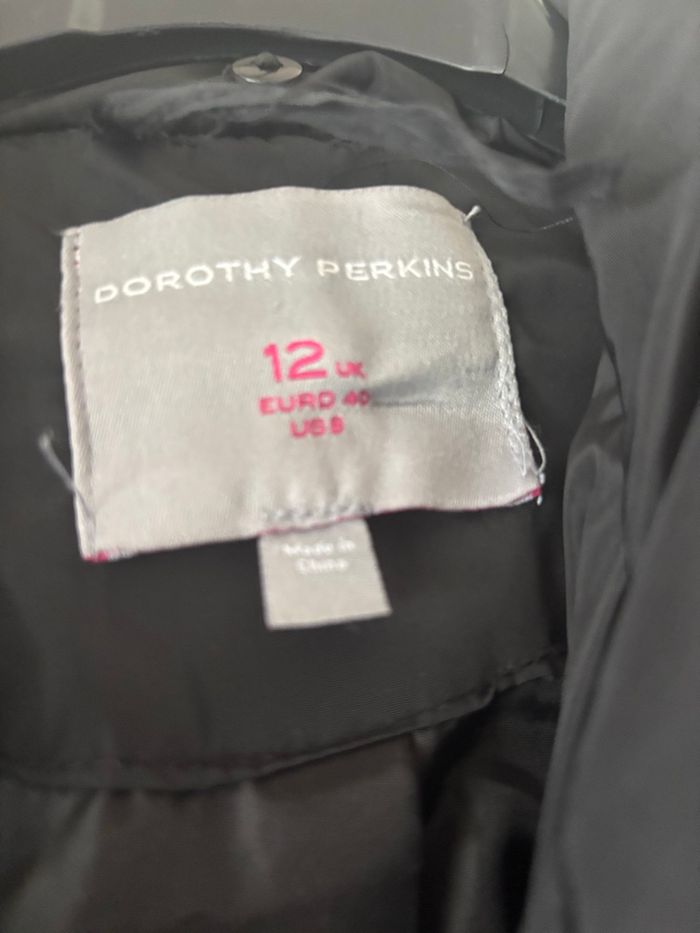 DOROTHY PERKINS
12 UK
EURO 40
US 8
Made in
China